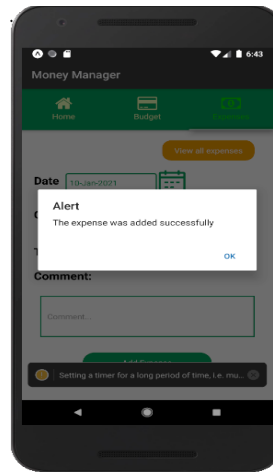 6:43
Money Manager
Home Budget Expenses
View all expenses
Date 10-Jan-2021
Alert
The expense was added successfully
OK
Comment:
Comment...
Add Expense
Setting a timer for a long period of time, i.e. mu...